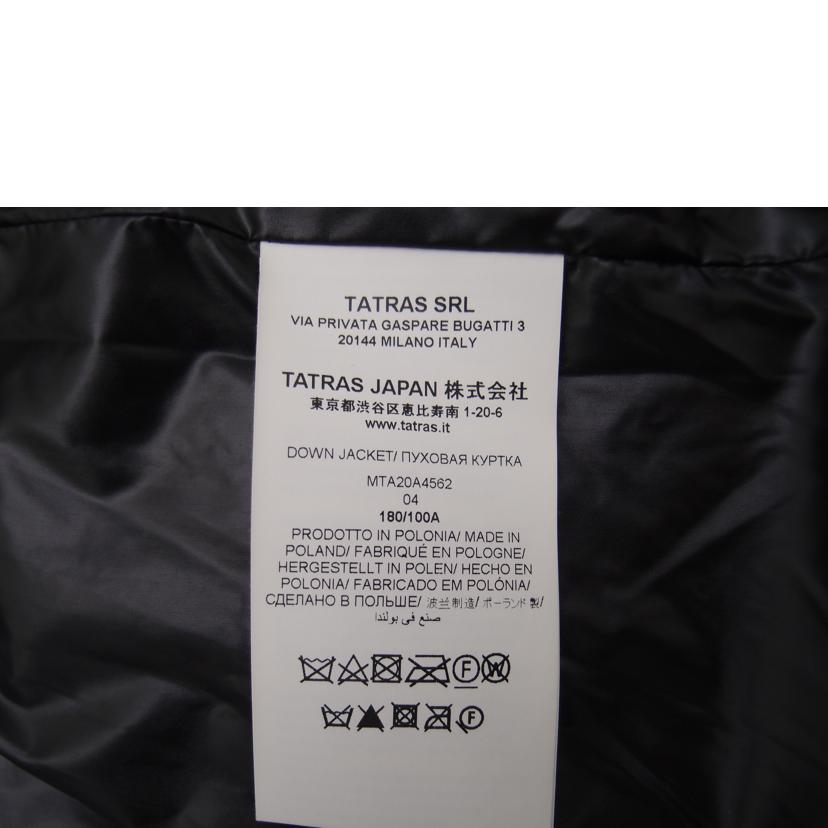 TATRAS SRL
VIA PRIVATA GASPARE BUGATTI 3
20144 MILANO ITALY
TATRAS JAPAN 株式会社
東京都渋谷区恵比寿南 1-20-6
www.tatras.it
DOWN JACKET/ ПУХОВАЯ КУРТКА
MTA20A4562
04
180/100A
PRODOTTO IN POLONIA/ MADE IN
POLAND/ FABRIQUÉ EN POLOGNE/
HERGESTELLT IN POLEN/ HECHO EN
POLONIA/ FABRICADO EM POLÓNIA/
СДЕЛАНО В ПОЛЬШЕ/ 波兰制造/ ポーランド製/
صنع في بولندا
F W
F